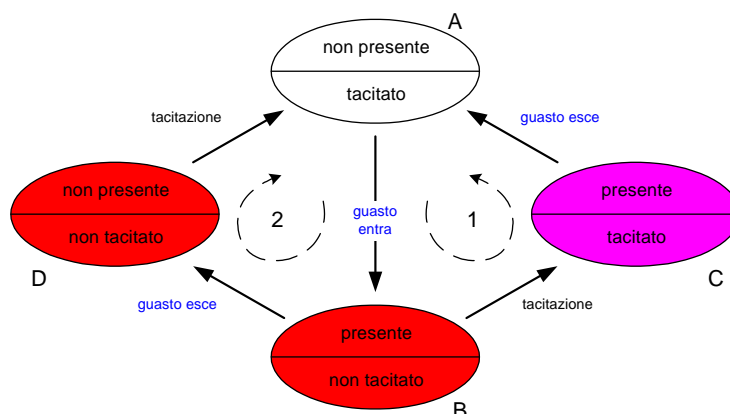 A
non presente
tacitato
tacitazione
guasto esce
non presente
non tacitato
D
2
guasto
entra
1
presente
tacitato
C
guasto esce
tacitazione
presente
non tacitato
B